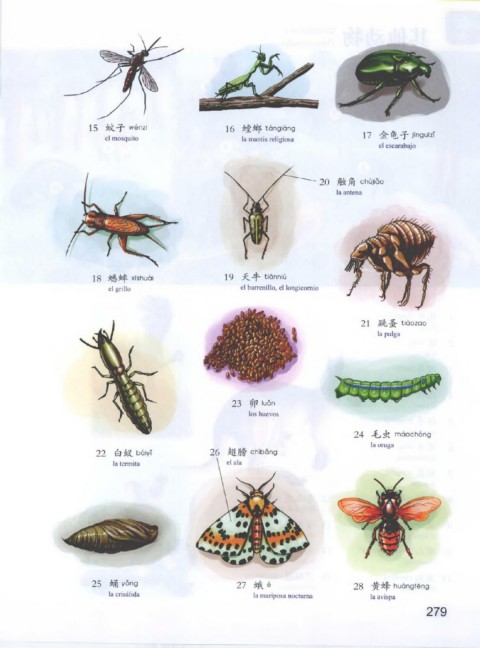 15 蚊子 wénzi
el mosquito
16 螳螂 tángláng
la mantis religiosa
17 金龟子 jīnguīzǐ
el escarabajo
18 蟋蟀 xīshuài
el grillo
19 天牛 tiānniú
el barrenillo, el longicornio
20 触角 chùjiǎo
la antena
21 跳蚤 tiàozao
la pulga
22 白蚁 báiyǐ
la termita
23 卵 luǎn
los huevos
24 毛虫 máochóng
la oruga
25 蛹 yǒng
la crisálida
26 翅膀 chìbǎng
el ala
27 蛾 é
la mariposa nocturna
28 黄蜂 huángfēng
la avispa
279